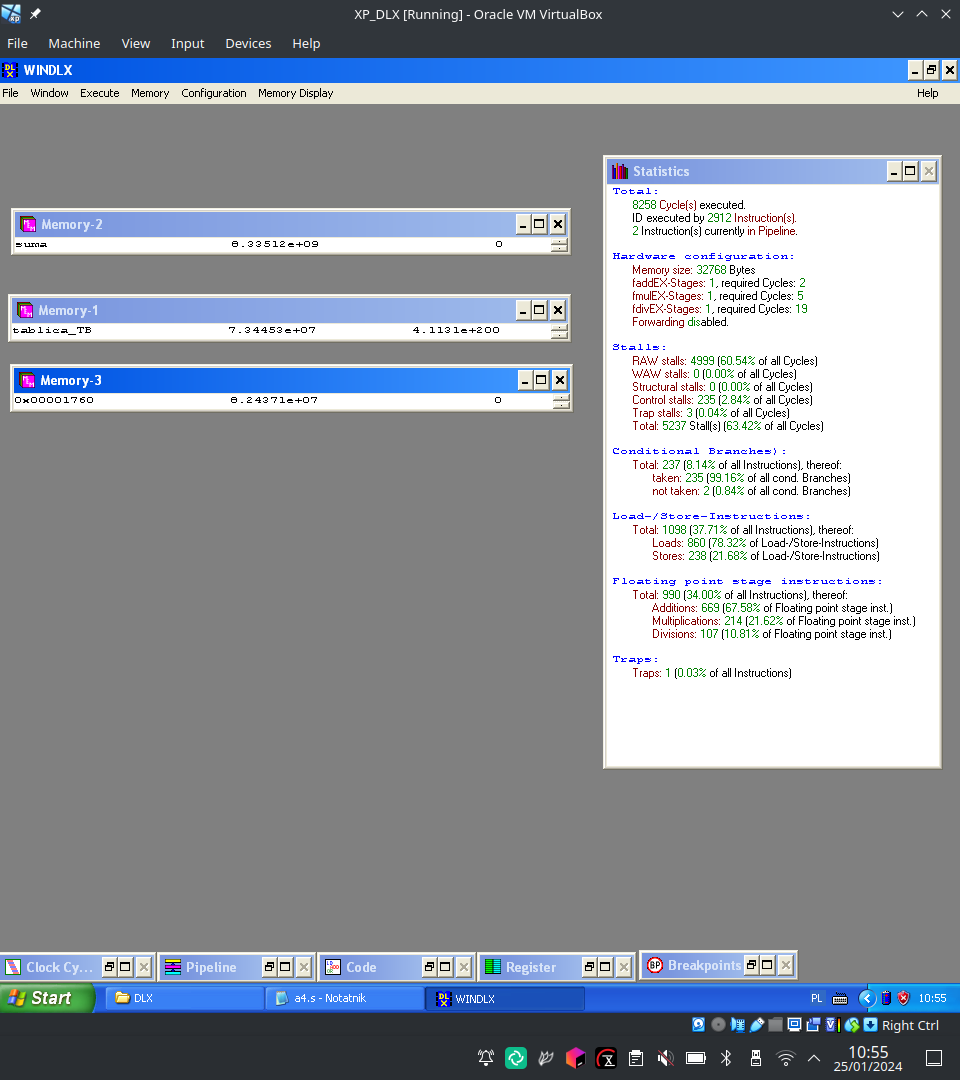 XP_DLX [Running] - Oracle VM VirtualBox
File Machine View Input Devices Help
WINDLX
File Window Execute Memory Configuration Memory Display Help
Statistics
Total:
8258 Cycle(s) executed.
ID executed by 2912 Instruction(s).
2 Instruction(s) currently in Pipeline.
Hardware configuration:
Memory size: 32768 Bytes
faddEX-Stages: 1, required Cycles: 2
fmulEX-Stages: 1, required Cycles: 5
fdivEX-Stages: 1, required Cycles: 19
Forwarding disabled.
Stalls:
RAW stalls: 4999 (60.54% of all Cycles)
WAW stalls: 0 (0.00% of all Cycles)
Structural stalls: 0 (0.00% of all Cycles)
Control stalls: 235 (2.84% of all Cycles)
Trap stalls: 3 (0.04% of all Cycles)
Total: 5237 Stall(s) (63.42% of all Cycles)
Conditional Branches):
Total: 237 (8.14% of all Instructions), thereof:
taken: 235 (99.16% of all cond. Branches)
not taken: 2 (0.84% of all cond. Branches)
Load-/Store-Instructions:
Total: 1098 (37.71% of all Instructions), thereof:
Loads: 860 (78.32% of Load-/Store-Instructions)
Stores: 238 (21.68% of Load-/Store-Instructions)
Floating point stage instructions:
Total: 990 (34.00% of all Instructions), thereof:
Additions: 669 (67.58% of Floating point stage inst.)
Multiplications: 214 (21.62% of Floating point stage inst.)
Divisions: 107 (10.81% of Floating point stage inst.)
Traps:
Traps: 1 (0.03% of all Instructions)
Memory-2
suma 8.33512e+09 0
Memory-1
tablica_TB 7.34453e+07 4.1131e+200
Memory-3
0x00001760 8.24371e+07 0
Clock Cy... Pipeline Code Register Breakpoints
Start DLX a4.s - Notatnik WINDLX PL 10:55
Right Ctrl
10:55
25/01/2024